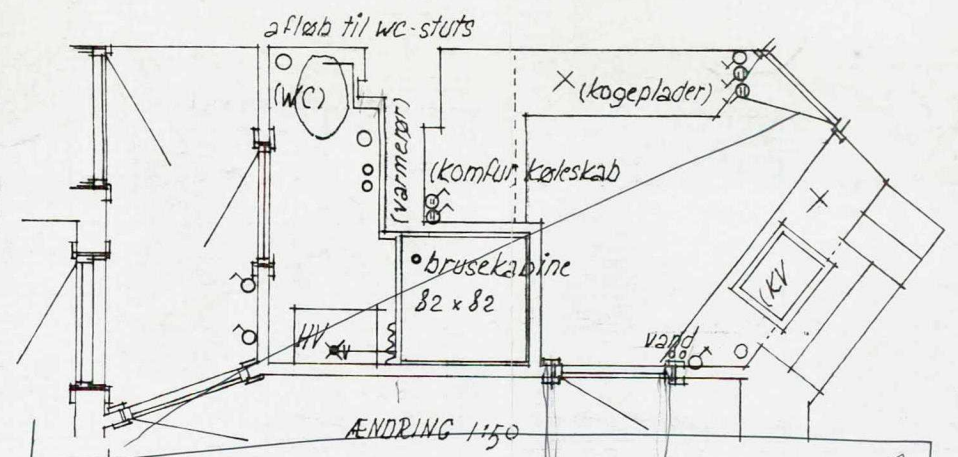 afløb til wc-stuts
(WC)
(kogeplader)
(varmerør)
(komfur køleskab
brusekabine
82 x 82
(KV
HV
vand
ÆNDRING 1:50